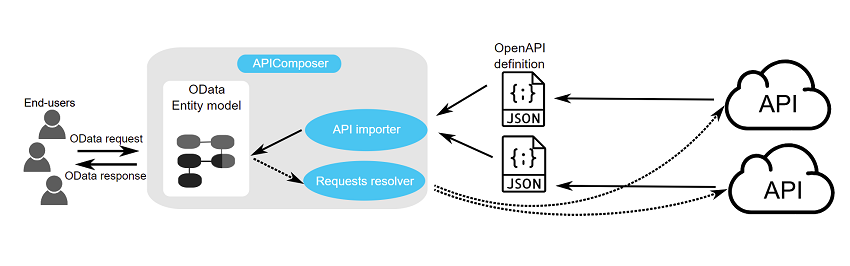 APIComposer
OpenAPI
definition
OData
Entity model
End-users
OData request
OData response
API importer
Requests resolver
{;}
JSON
{;}
JSON
API
API